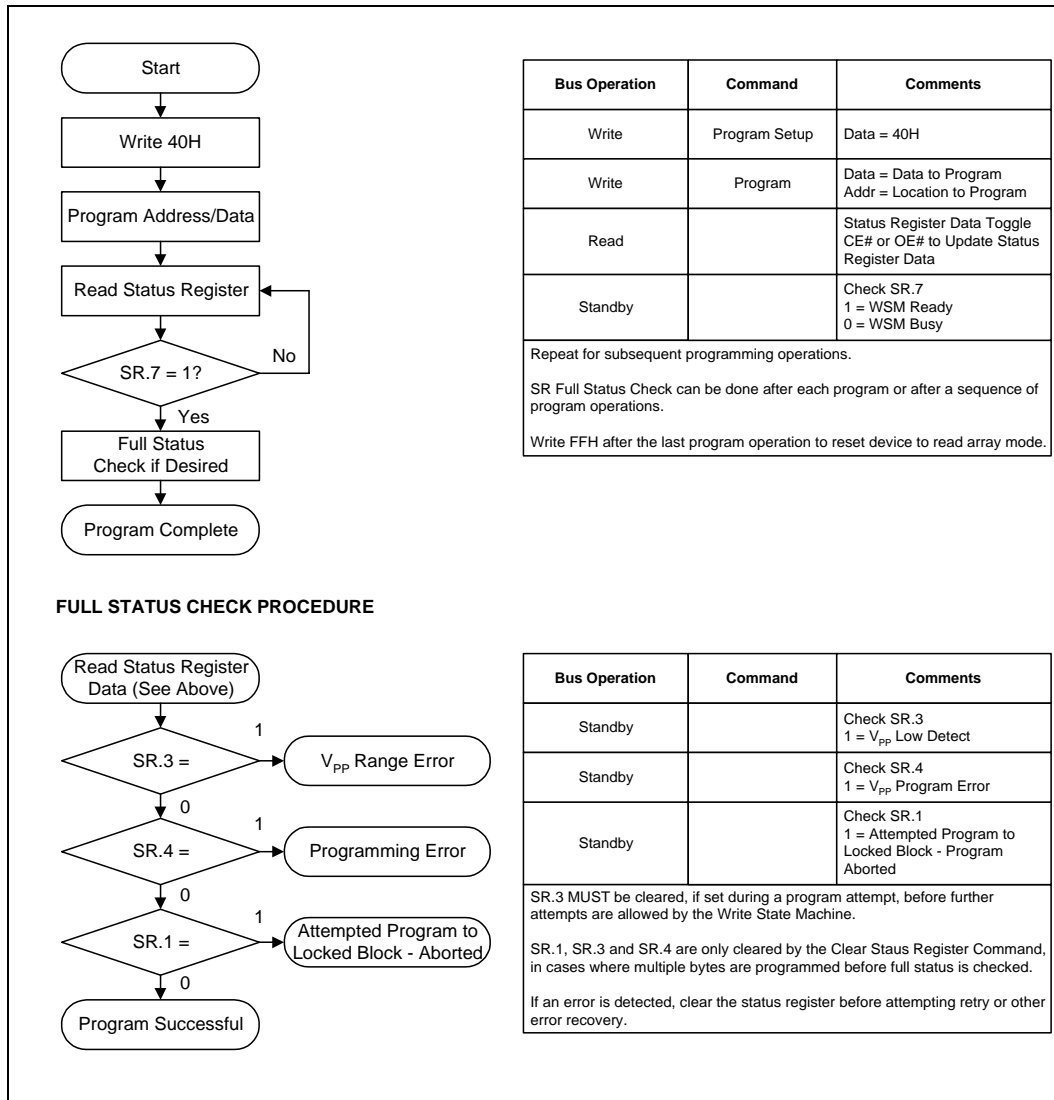 Start
Write 40H
Program Address/Data
Read Status Register
No
SR.7 = 1?
Yes
Full Status
Check if Desired
Program Complete
Bus Operation Command Comments
Write Program Setup Data = 40H
Write Program Data = Data to Program
Addr = Location to Program
Read Status Register Data Toggle
CE# or OE# to Update Status
Register Data
Standby Check SR.7
1 = WSM Ready
0 = WSM Busy
Repeat for subsequent programming operations.
SR Full Status Check can be done after each program or after a sequence of
program operations.
Write FFH after the last program operation to reset device to read array mode.
FULL STATUS CHECK PROCEDURE
Read Status Register
Data (See Above)
1
SR.3 =
VPP Range Error
0
1
SR.4 =
Programming Error
0
1
SR.1 =
Attempted Program to
Locked Block - Aborted
0
Program Successful
Bus Operation Command Comments
Standby Check SR.3
1 = VPP Low Detect
Standby Check SR.4
1 = VPP Program Error
Standby Check SR.1
1 = Attempted Program to
Locked Block - Program
Aborted
SR.3 MUST be cleared, if set during a program attempt, before further
attempts are allowed by the Write State Machine.
SR.1, SR.3 and SR.4 are only cleared by the Clear Staus Register Command,
in cases where multiple bytes are programmed before full status is checked.
If an error is detected, clear the status register before attempting retry or other
error recovery.